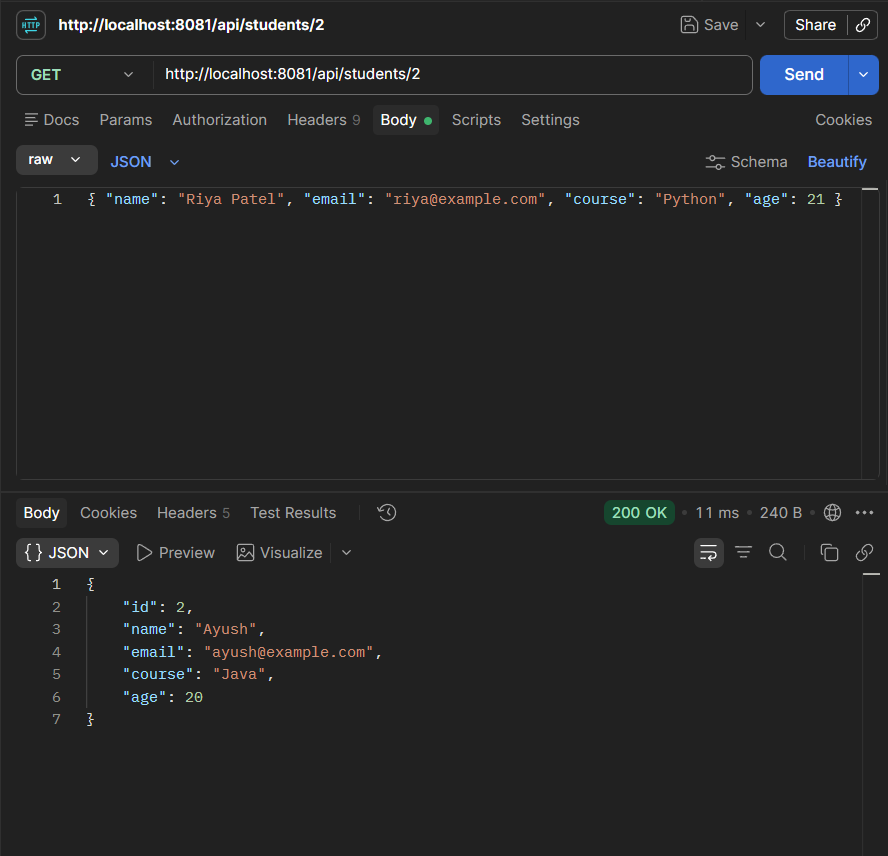 HTTP http://localhost:8081/api/students/2 Save Share
GET http://localhost:8081/api/students/2 Send
Docs Params Authorization Headers 9 Body Scripts Settings Cookies
raw JSON Schema Beautify
1 { "name": "Riya Patel", "email": "riya@example.com", "course": "Python", "age": 21 }
Body Cookies Headers 5 Test Results 200 OK • 11 ms • 240 B •
{} JSON Preview Visualize
1 {
2 "id": 2,
3 "name": "Ayush",
4 "email": "ayush@example.com",
5 "course": "Java",
6 "age": 20
7 }